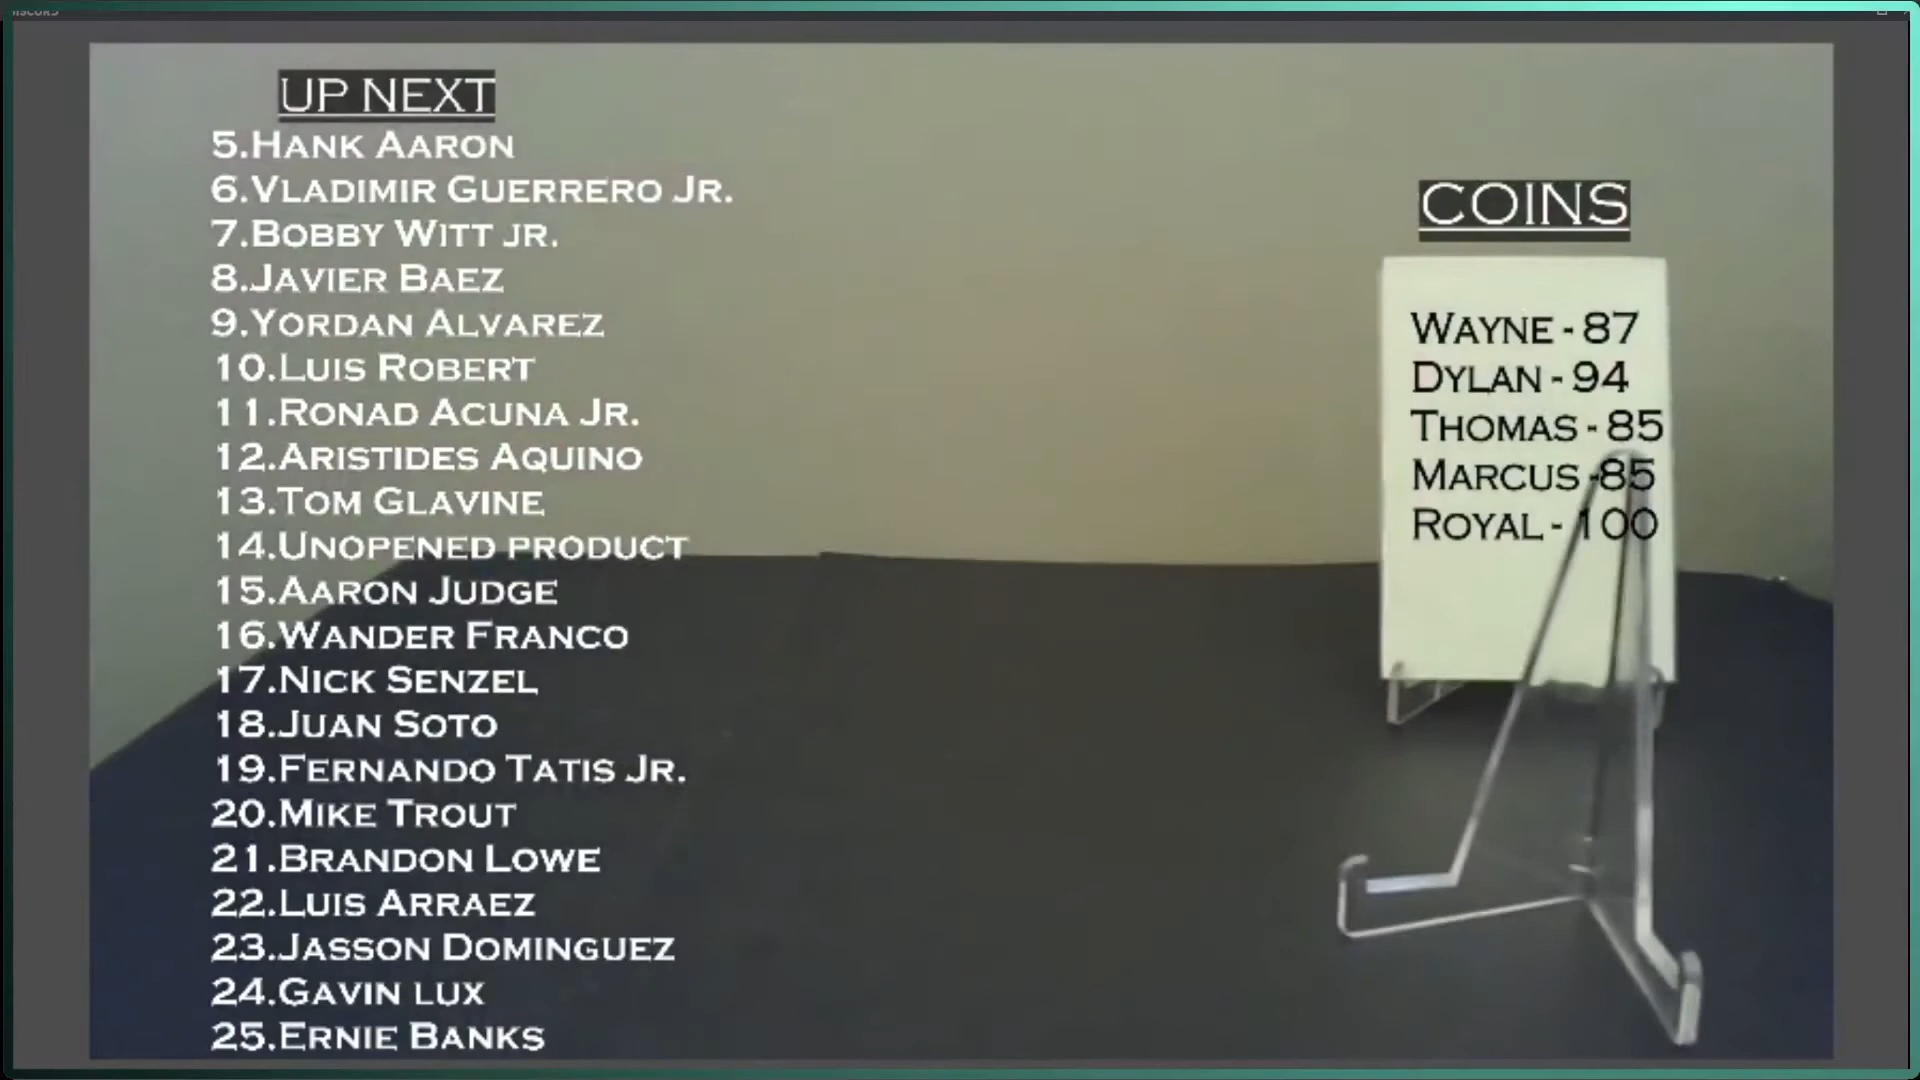 UP NEXT
5.HANK AARON
6.VLADIMIR GUERRERO JR.
7.BOBBY WITT JR.
8.JAVIER BAEZ
9.YORDAN ALVAREZ
10.LUIS ROBERT
11.RONAD ACUNA JR.
12.ARISTIDES AQUINO
13.TOM GLAVINE
14.UNOPENED PRODUCT
15.AARON JUDGE
16.WANDER FRANCO
17.NICK SENZEL
18.JUAN SOTO
19.FERNANDO TATIS JR.
20.MIKE TROUT
21.BRANDON LOWE
22.LUIS ARRAEZ
23.JASSON DOMINGUEZ
24.GAVIN LUX
25.ERNIE BANKS
COINS
WAYNE - 87
DYLAN - 94
THOMAS - 85
MARCUS -85
ROYAL - 100